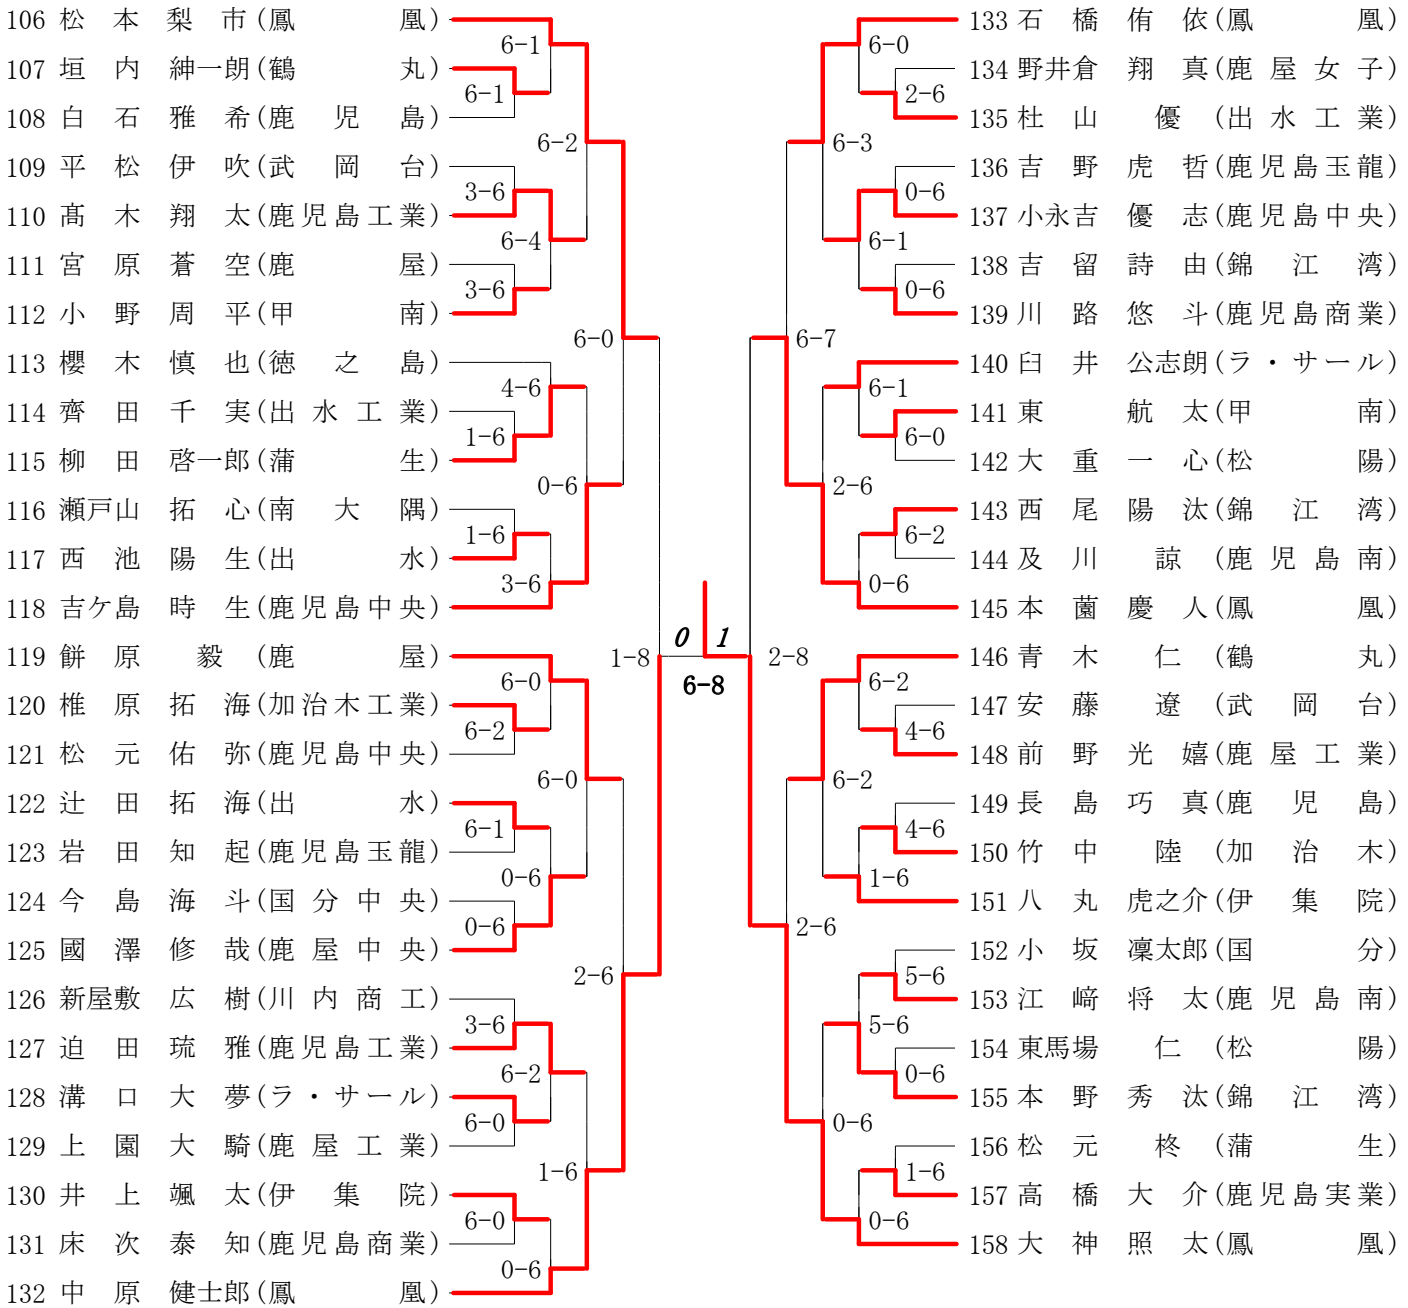 106 松本梨市(鳳凰)
107 垣内紳一朗(鶴丸)
108 白石雅希(鹿児島)
109 平松伊吹(武岡台)
110 髙木翔太(鹿児島工業)
111 宮原蒼空(鹿屋)
112 小野周平(甲南)
113 櫻木慎也(徳之島)
114 齊田千実(出水工業)
115 柳田啓一郎(蒲生)
116 瀬戸山拓心(南大隅)
117 西池陽生(出水)
118 吉ケ島時生(鹿児島中央)
119 餅原毅(鹿屋)
120 椎原拓海(加治木工業)
121 松元佑弥(鹿児島中央)
122 辻田拓海(出水)
123 岩田知起(鹿児島玉龍)
124 今島海斗(国分中央)
125 國澤修哉(鹿屋中央)
126 新屋敷広樹(川内商工)
127 迫田琉雅(鹿児島工業)
128 溝口大夢(ラ・サール)
129 上園大騎(鹿屋工業)
130 井上颯太(伊集院)
131 床次泰知(鹿児島商業)
132 中原健士郎(鳳凰)
6-1
6-1
6-2
3-6
6-4
3-6
6-0
4-6
1-6
0-6
1-6
3-6
1-8
6-0
6-2
6-0
6-1
0-6
0-6
2-6
3-6
6-2
6-0
1-6
6-0
0-6
0 1
6-8
133 石橋侑依(鳳凰)
134 野井倉翔真(鹿屋女子)
135 杜山優(出水工業)
136 吉野虎哲(鹿児島玉龍)
137 小永吉優志(鹿児島中央)
138 吉留詩由(錦江湾)
139 川路悠斗(鹿児島商業)
140 臼井公志朗(ラ・サール)
141 東航太(甲南)
142 大重一心(松陽)
143 西尾陽汰(錦江湾)
144 及川諒(鹿児島南)
145 本薗慶人(鳳凰)
146 青木仁(鶴丸)
147 安藤遼(武岡台)
148 前野光嬉(鹿屋工業)
149 長島巧真(鹿児島)
150 竹中陸(加治木)
151 八丸虎之介(伊集院)
152 小坂凜太郎(国分)
153 江﨑将太(鹿児島南)
154 東馬場仁(松陽)
155 本野秀汰(錦江湾)
156 松元柊(蒲生)
157 高橋大介(鹿児島実業)
158 大神照太(鳳凰)
6-0
2-6
6-3
0-6
6-1
0-6
6-7
6-1
6-0
2-6
6-2
0-6
2-8
6-2
4-6
6-2
4-6
1-6
2-6
5-6
5-6
0-6
0-6
1-6
0-6